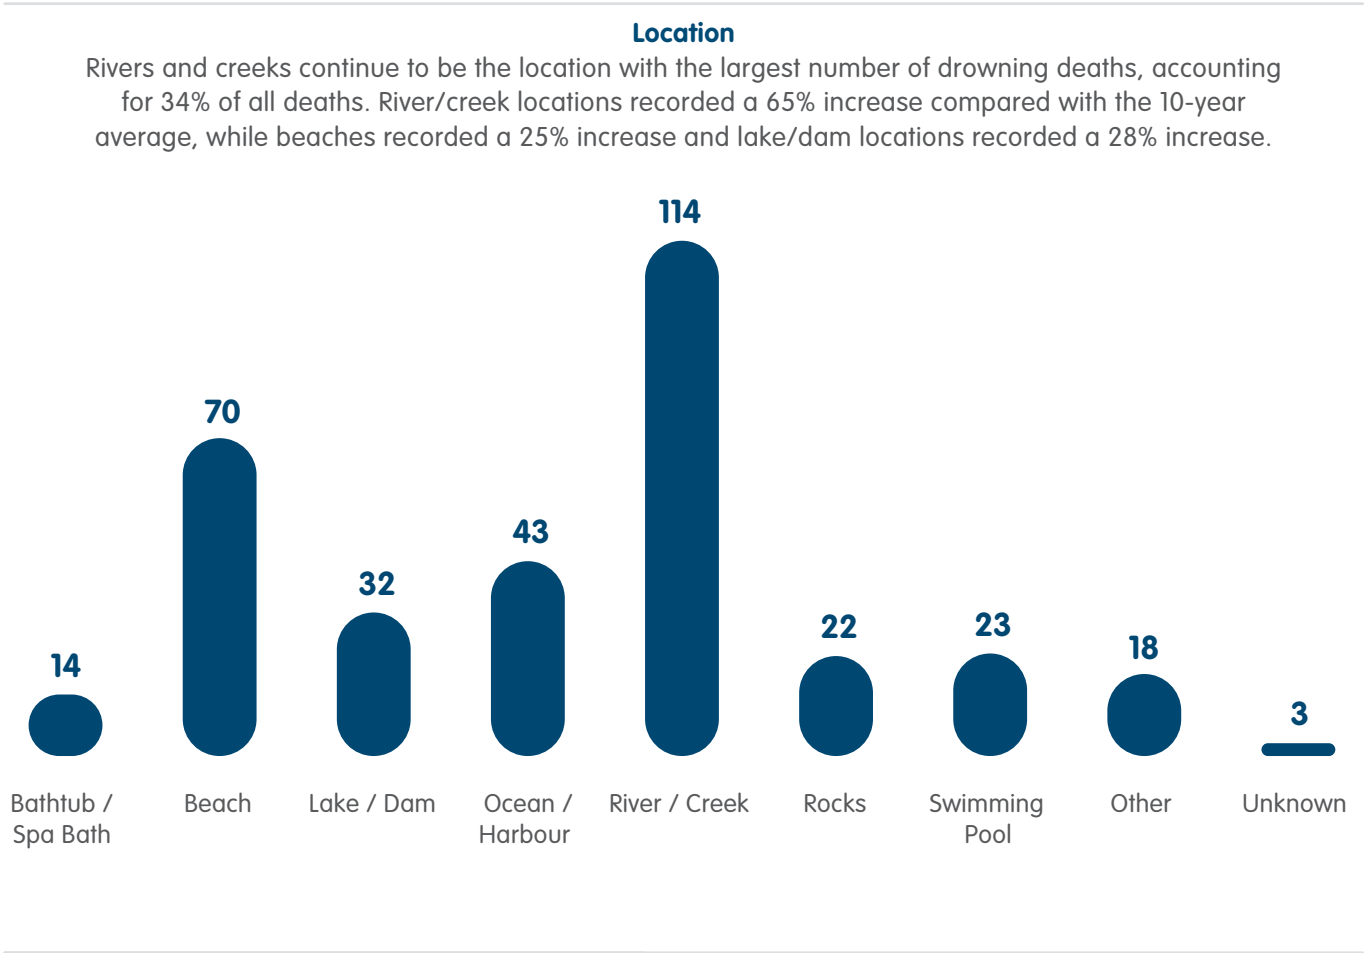 Location
Rivers and creeks continue to be the location with the largest number of drowning deaths, accounting
for 34% of all deaths. River/creek locations recorded a 65% increase compared with the 10-year
average, while beaches recorded a 25% increase and lake/dam locations recorded a 28% increase.
14
70
32
43
114
22
23
18
3
Bathtub /
Spa Bath
Beach
Lake / Dam
Ocean /
Harbour
River / Creek
Rocks
Swimming
Pool
Other
Unknown